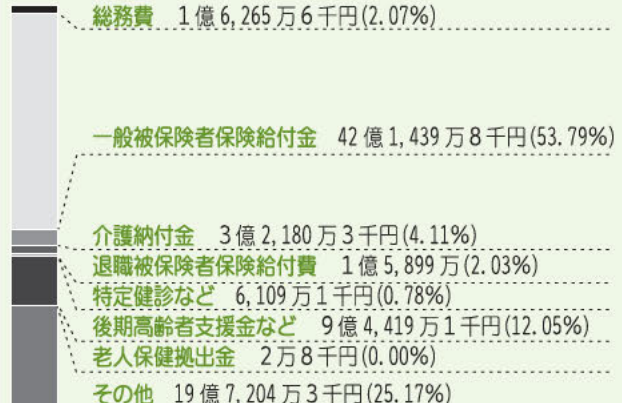 総務費 1億6,265万6千円(2.07%)
一般被保険者保険給付金 42億1,439万8千円(53.79%)
介護納付金 3億2,180万3千円(4.11%)
退職被保険者保険給付費 1億5,899万(2.03%)
特定健診など 6,109万1千円(0.78%)
後期高齢者支援金など 9億4,419万1千円(12.05%)
老人保健拠出金 2万8千円(0.00%)
その他 19億7,204万3千円(25.17%)